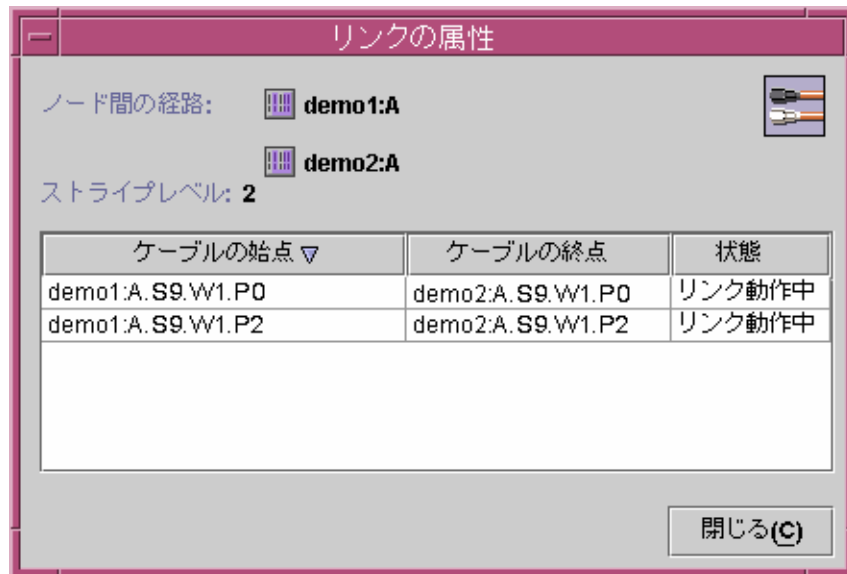 リンクの属性
ノード間の経路: demo1:A
demo2:A
ストライプレベル: 2
ケーブルの始点 ケーブルの終点 状態
demo1:A.S9.W1.P0 demo2:A.S9.W1.P0 リンク動作中
demo1:A.S9.W1.P2 demo2:A.S9.W1.P2 リンク動作中
閉じる(C)